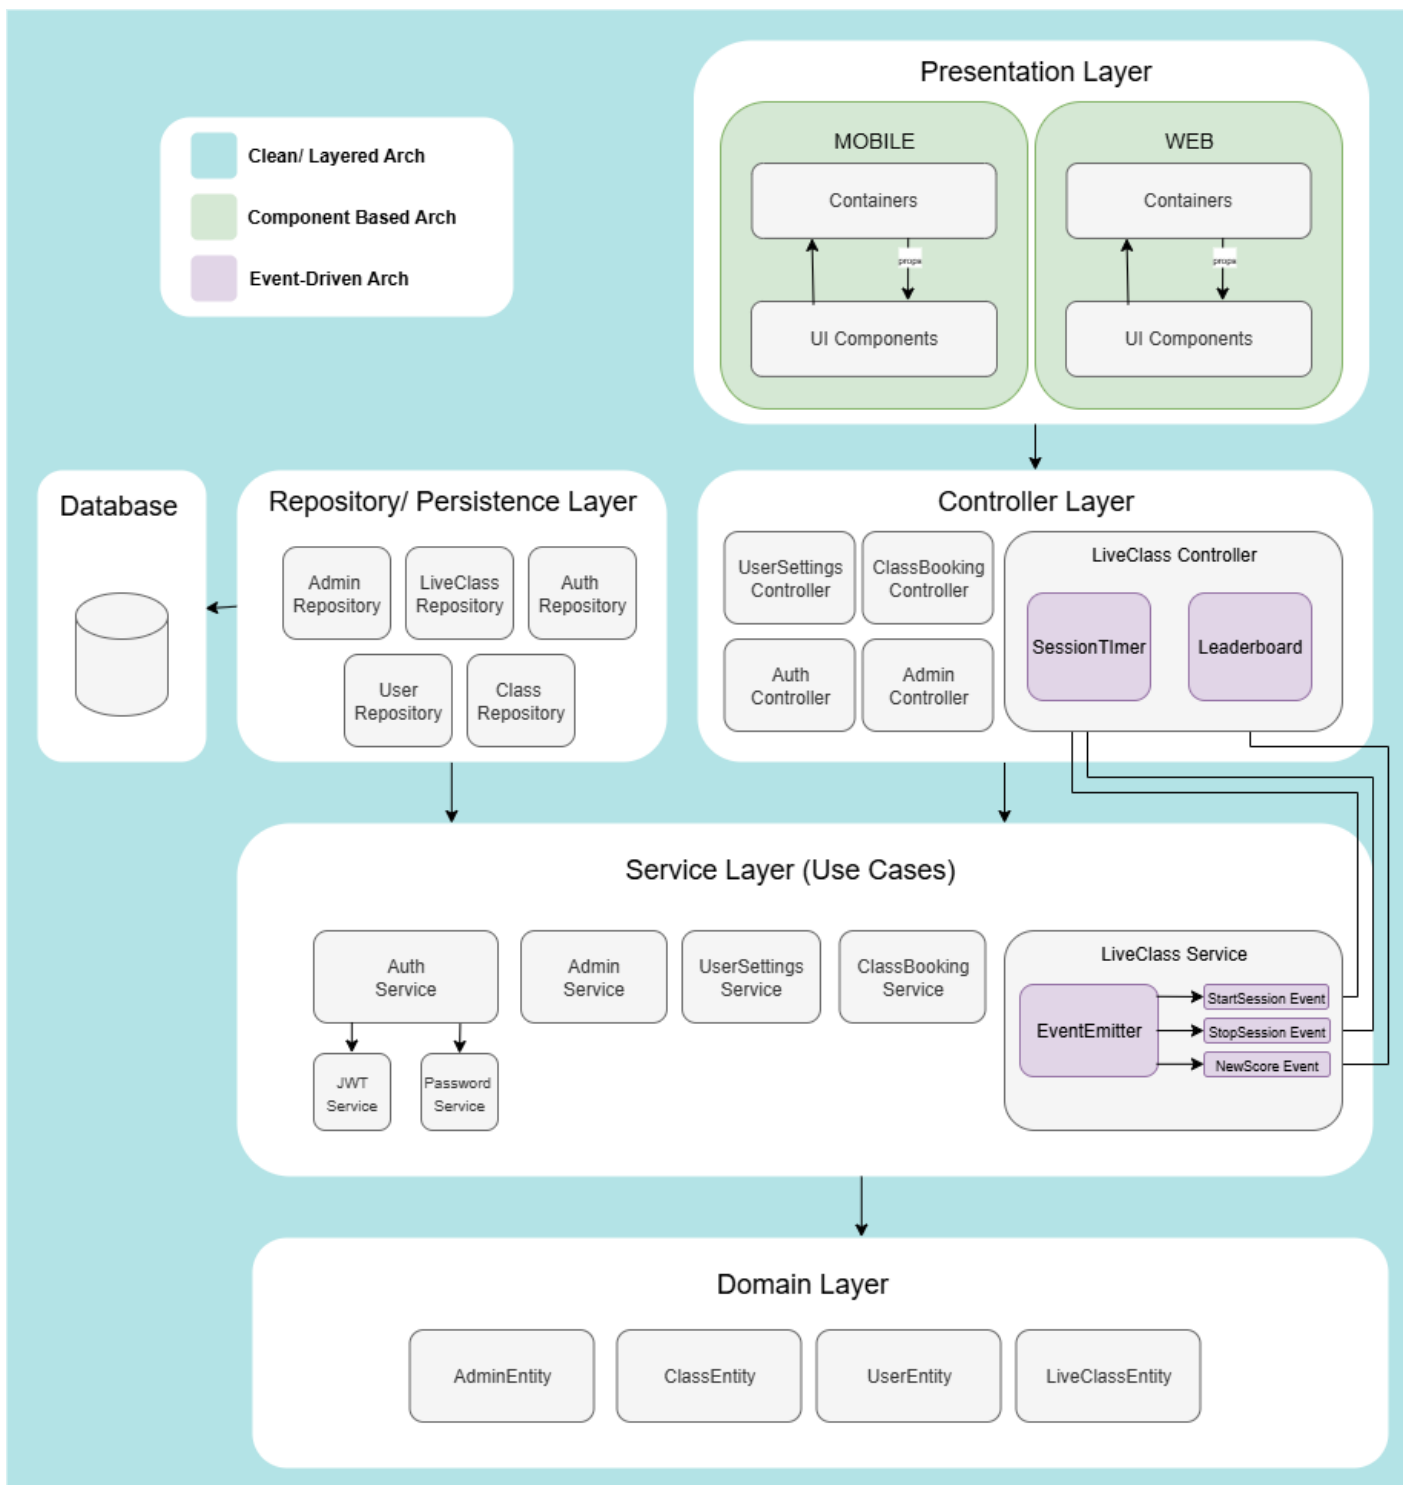 Presentation Layer
Clean/ Layered Arch
Component Based Arch
Event-Driven Arch
MOBILE
Containers
props
UI Components
WEB
Containers
props
UI Components
Database
Repository/ Persistence Layer
Admin
Repository
LiveClass
Repository
Auth
Repository
User
Repository
Class
Repository
Controller Layer
UserSettings
Controller
ClassBooking
Controller
Auth
Controller
Admin
Controller
LiveClass Controller
SessionTImer
Leaderboard
Service Layer (Use Cases)
Auth
Service
JWT
Service
Password
Service
Admin
Service
UserSettings
Service
ClassBooking
Service
LiveClass Service
EventEmitter
StartSession Event
StopSession Event
NewScore Event
Domain Layer
AdminEntity
ClassEntity
UserEntity
LiveClassEntity